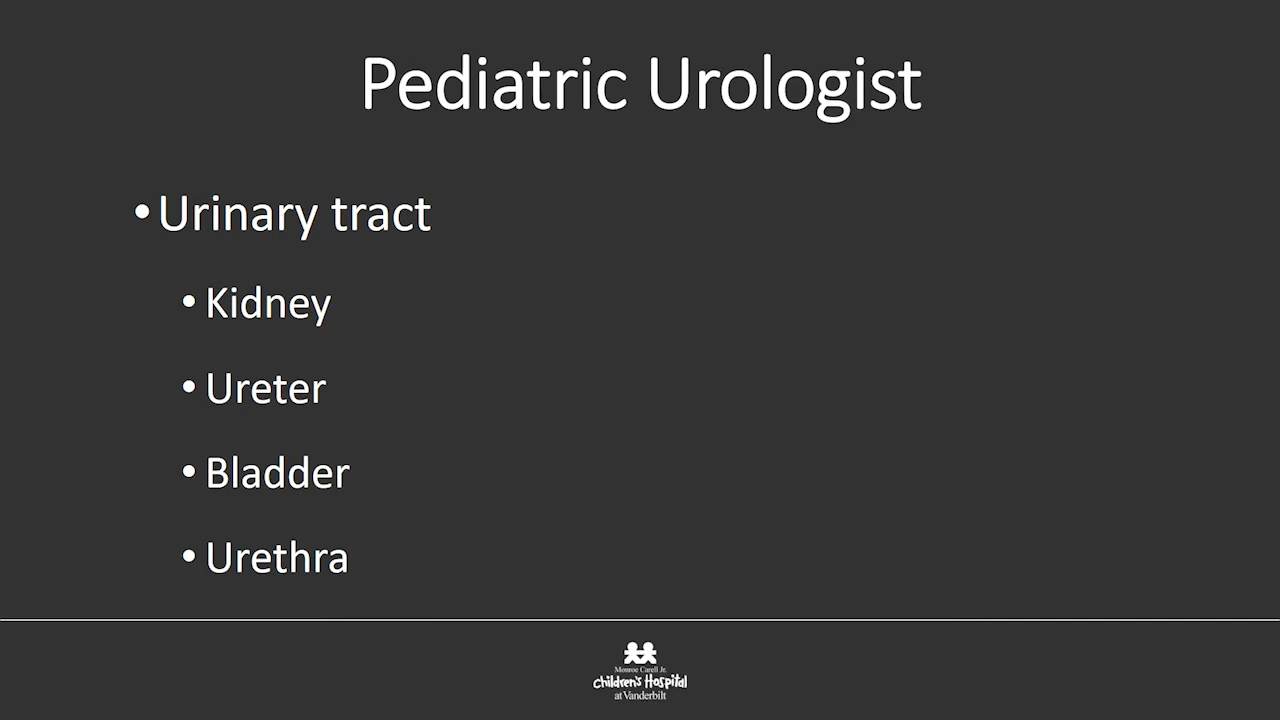 Pediatric Urologist
•Urinary tract
• Kidney
• Ureter
• Bladder
• Urethra
Monroe Carell Jr.
Children's Hospital
at Vanderbilt